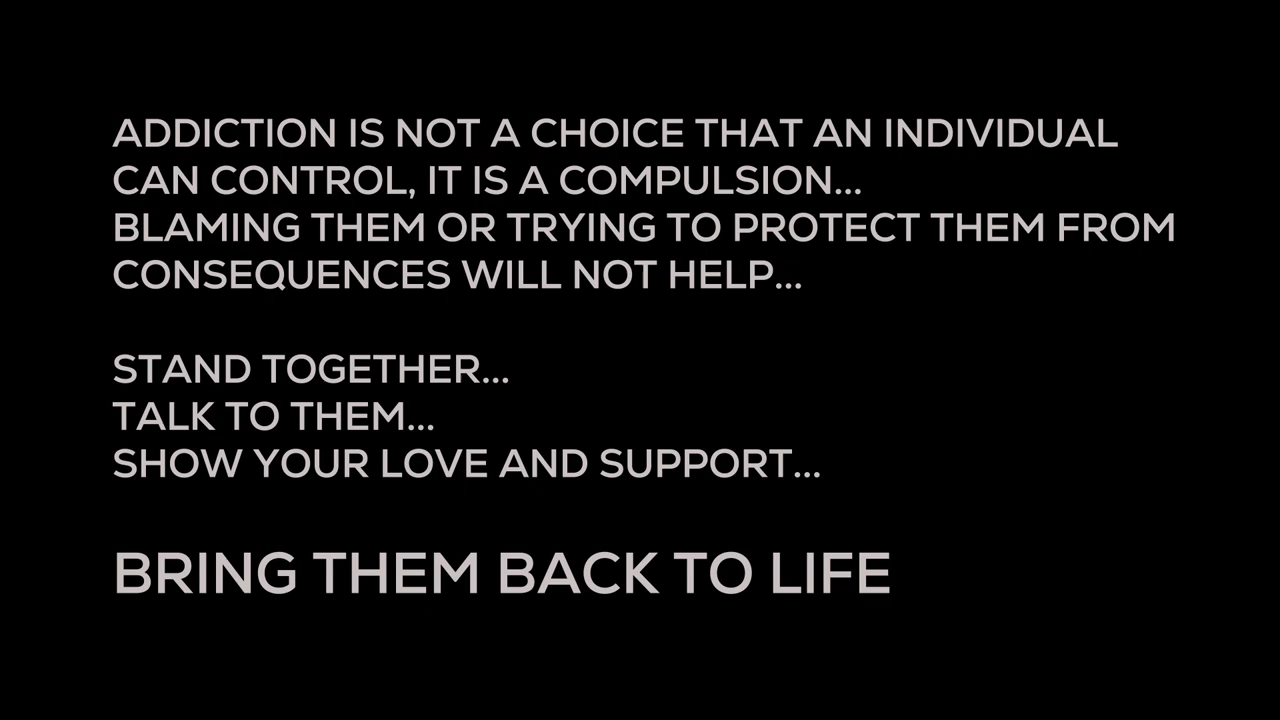 ADDICTION IS NOT A CHOICE THAT AN INDIVIDUAL
CAN CONTROL, IT IS A COMPULSION...
BLAMING THEM OR TRYING TO PROTECT THEM FROM
CONSEQUENCES WILL NOT HELP...
STAND TOGETHER...
TALK TO THEM...
SHOW YOUR LOVE AND SUPPORT...
BRING THEM BACK TO LIFE